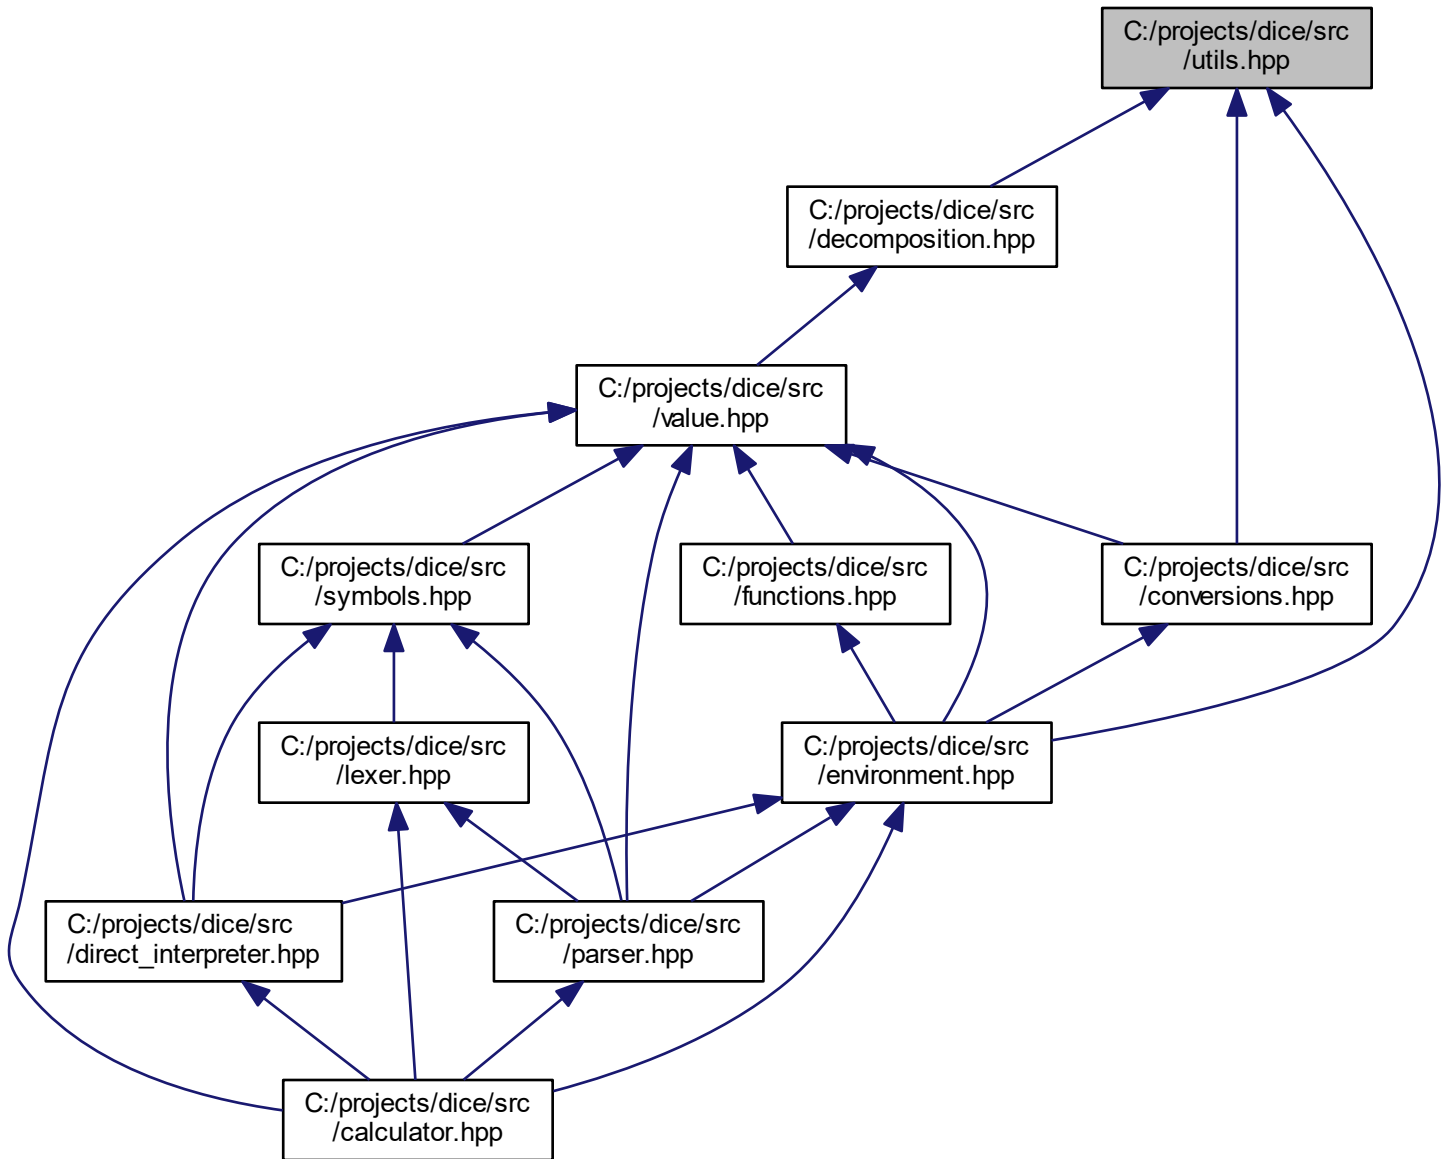 C:/projects/dice/src
/utils.hpp
C:/projects/dice/src
/decomposition.hpp
C:/projects/dice/src
/value.hpp
C:/projects/dice/src
/symbols.hpp
C:/projects/dice/src
/functions.hpp
C:/projects/dice/src
/conversions.hpp
C:/projects/dice/src
/lexer.hpp
C:/projects/dice/src
/environment.hpp
C:/projects/dice/src
/direct_interpreter.hpp
C:/projects/dice/src
/parser.hpp
C:/projects/dice/src
/calculator.hpp